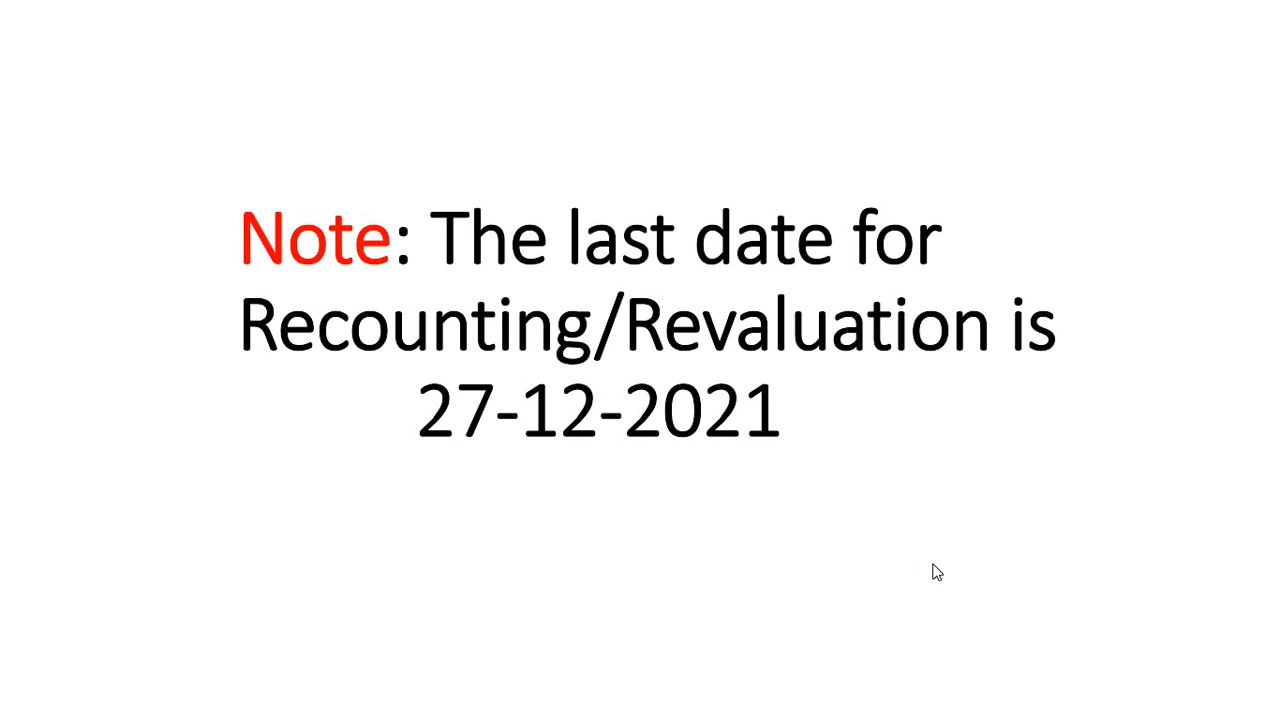 Note: The last date for
Recounting/Revaluation is
27-12-2021